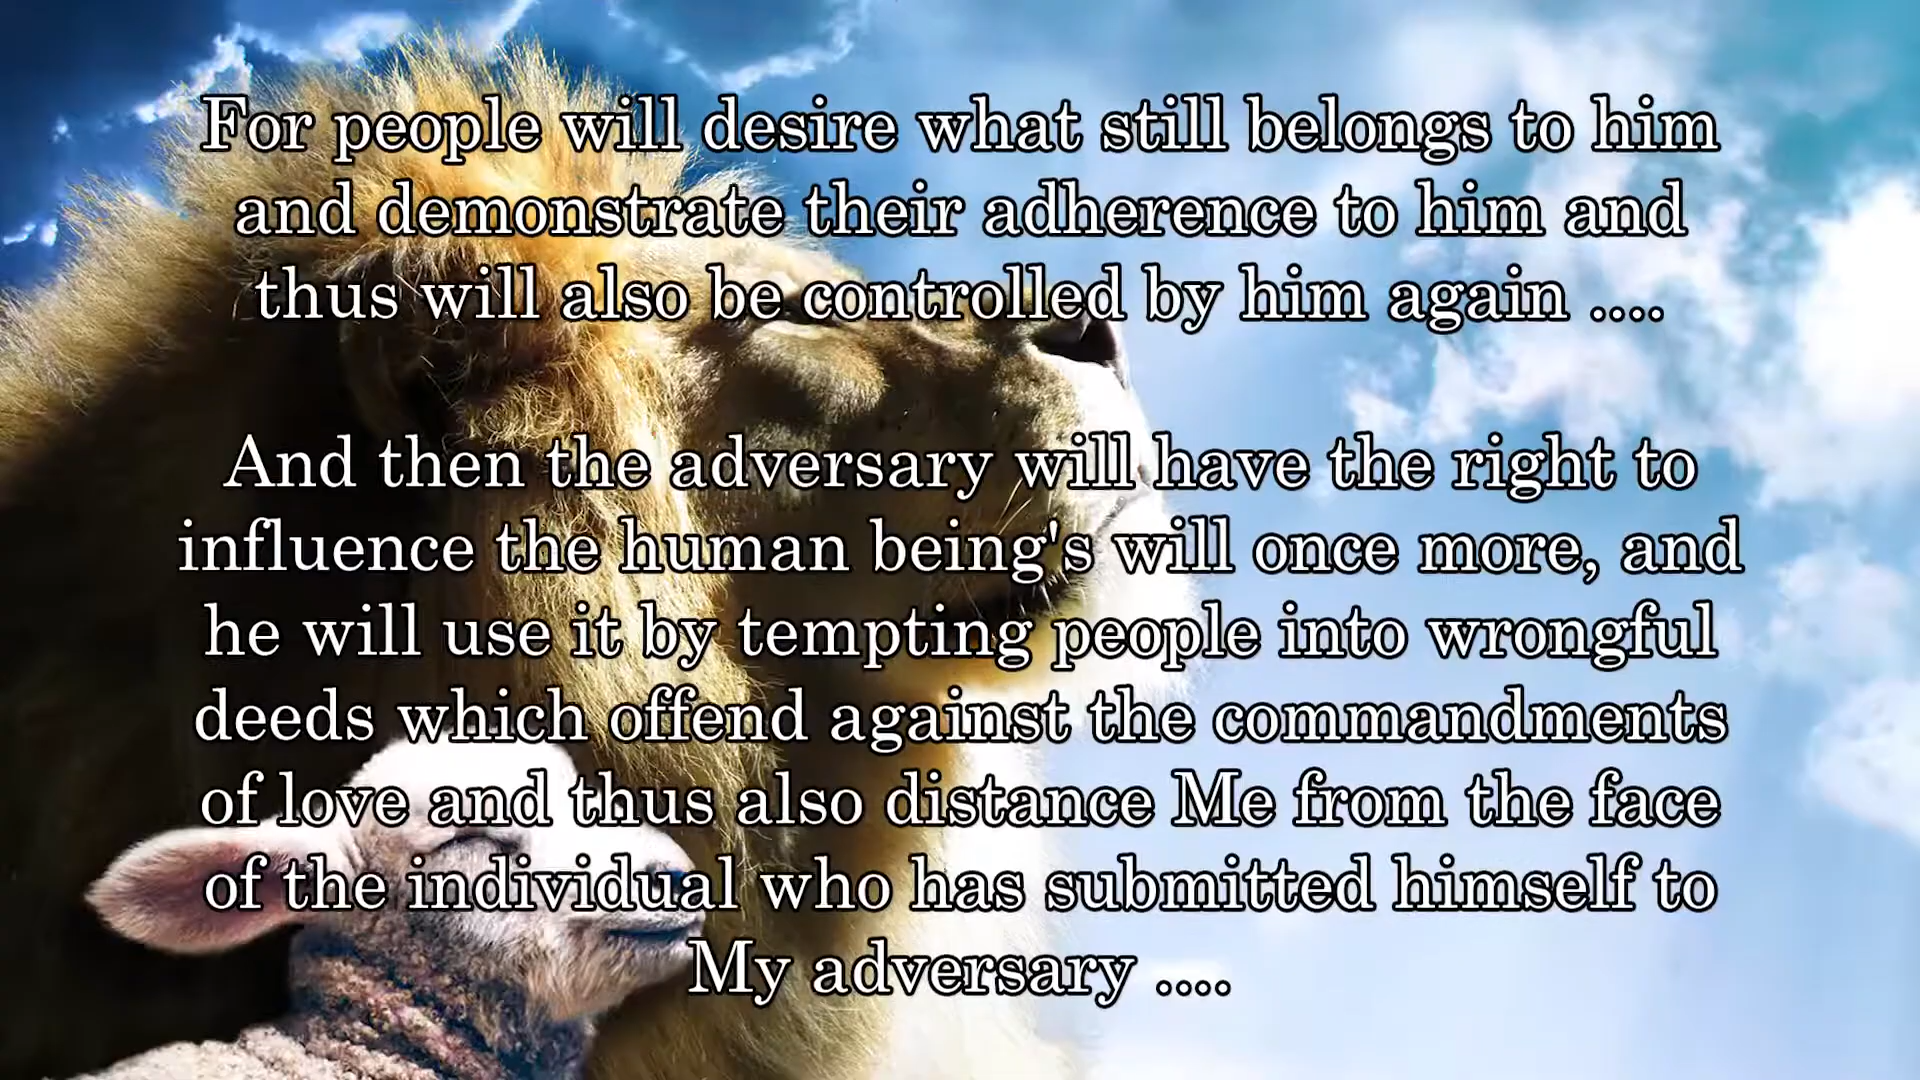 For people will desire what still belongs to him
and demonstrate their adherence to him and
thus will also be controlled by him again ....
And then the adversary will have the right to
influence the human being's will once more, and
he will use it by tempting people into wrongful
deeds which offend against the commandments
of love and thus also distance Me from the face
of the individual who has submitted himself to
My adversary ....